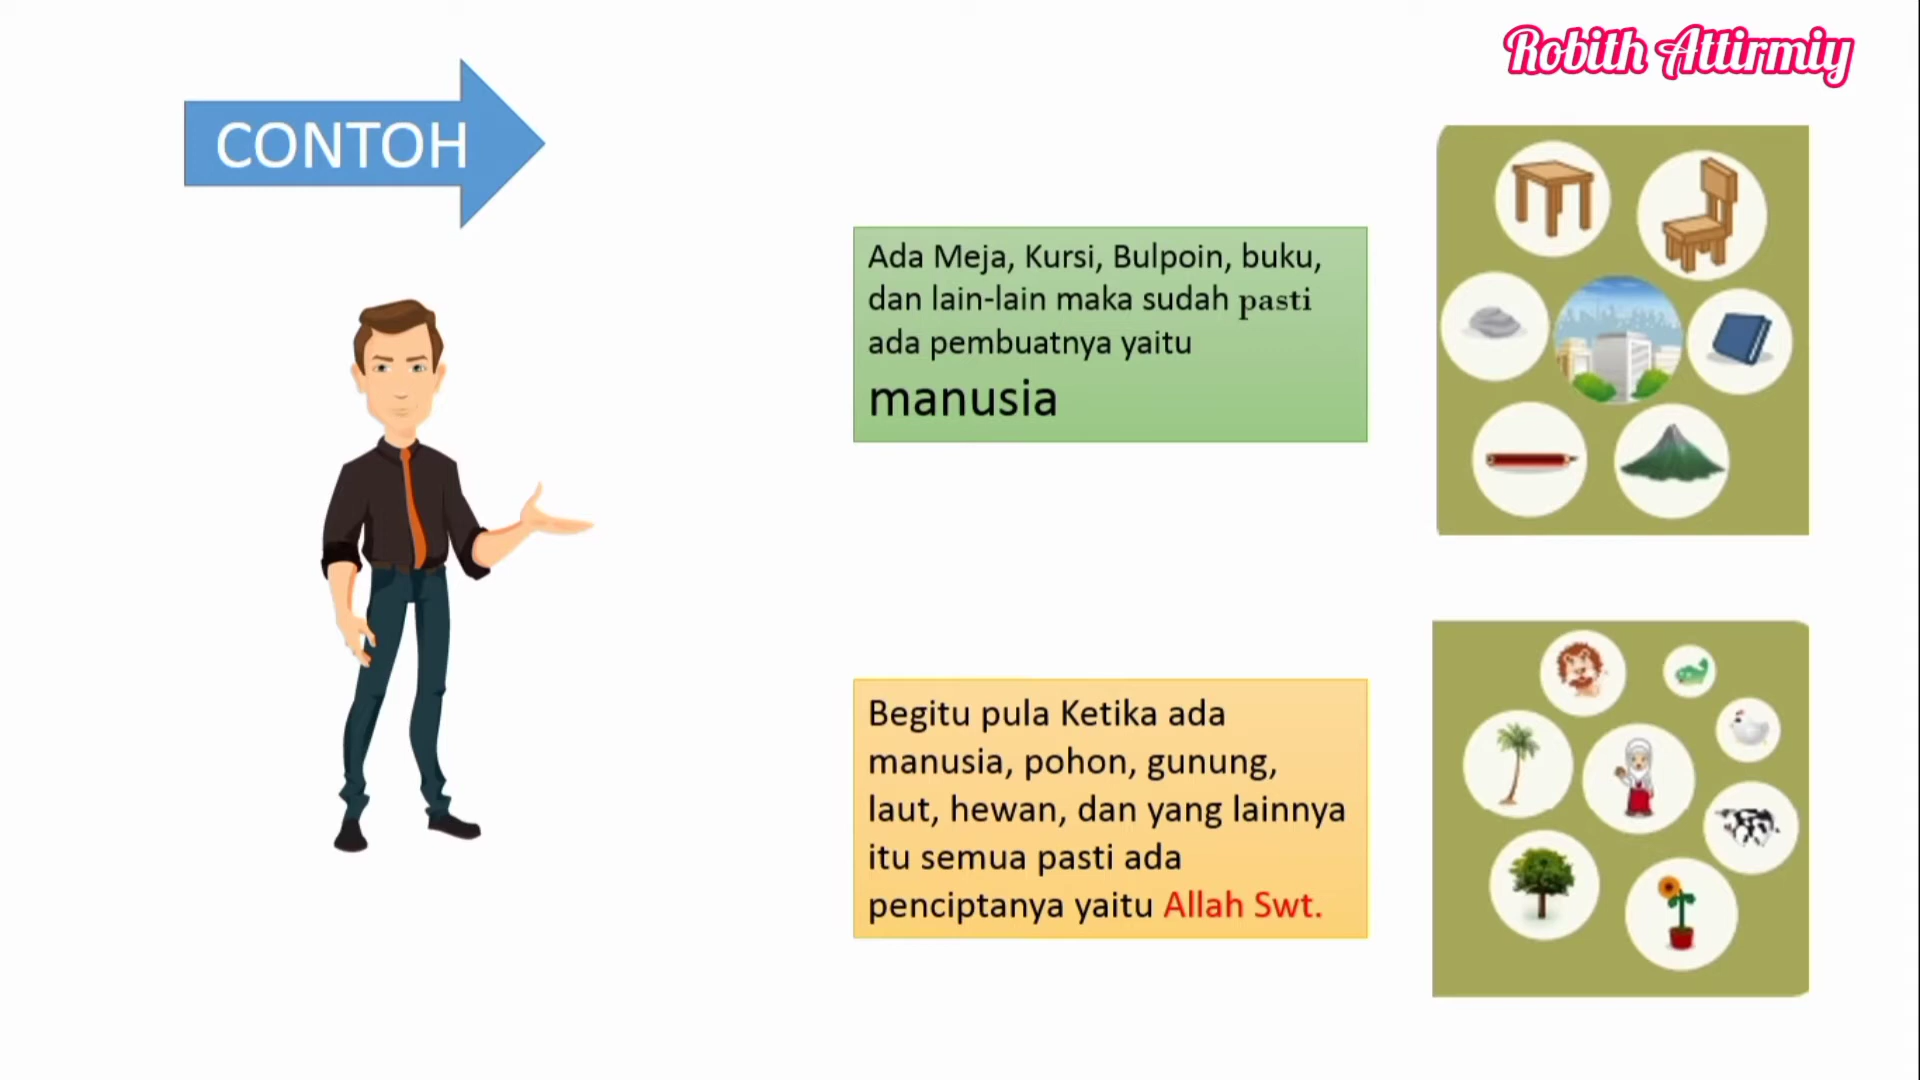 Robith Attirmiy
CONTOH
Ada Meja, Kursi, Bulpoin, buku,
dan lain-lain maka sudah pasti
ada pembuatnya yaitu
manusia
Begitu pula Ketika ada
manusia, pohon, gunung,
laut, hewan, dan yang lainnya
itu semua pasti ada
penciptanya yaitu Allah Swt.